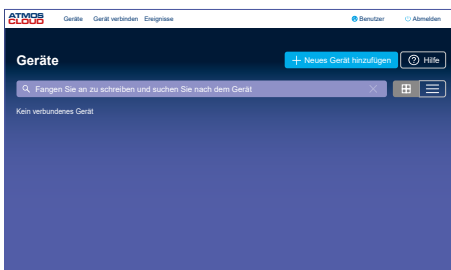 ATMOS
CLOUD
Geräte Gerät verbinden Ereignisse Benutzer Abmelden
Geräte
Neues Gerät hinzufügen Hilfe
Fangen Sie an zu schreiben und suchen Sie nach dem Gerät
Kein verbundenes Gerät